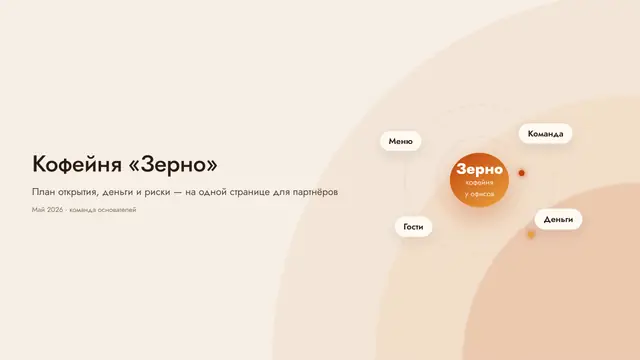 Кофейня «Зерно»
План открытия, деньги и риски — на одной странице для партнёров
Май 2026 · команда основателей
Меню
Команда
Зерно
кофейня
у офисов
Гости
Деньги